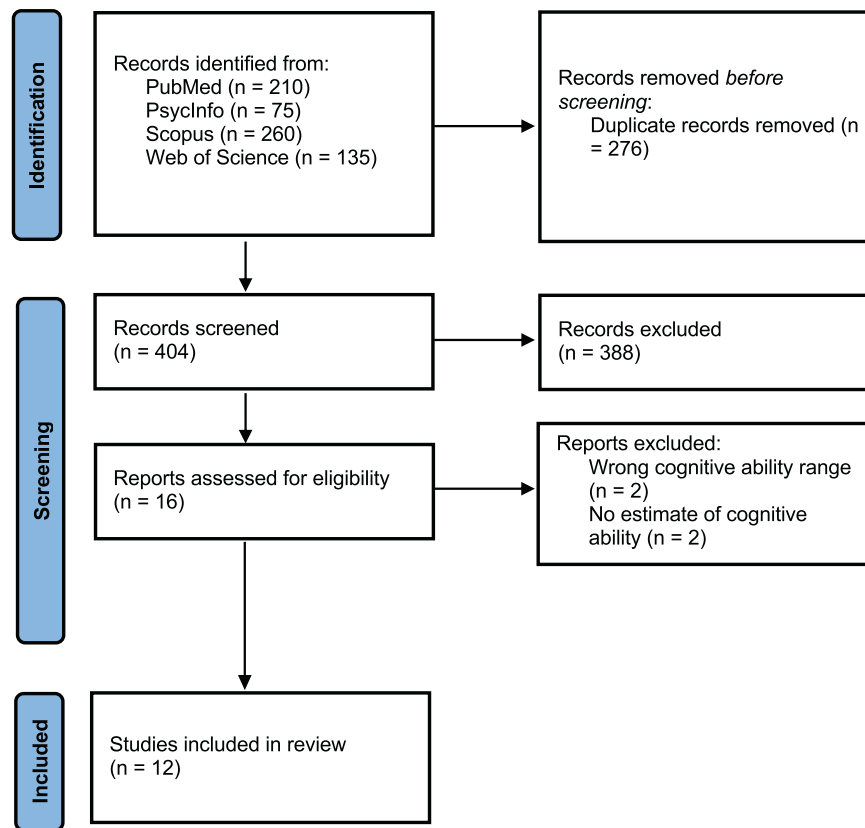 Identification
Records identified from:
PubMed (n = 210)
PsycInfo (n = 75)
Scopus (n = 260)
Web of Science (n = 135)
Records removed before
screening:
Duplicate records removed (n
= 276)
Screening
Records screened
(n = 404)
Records excluded
(n = 388)
Reports assessed for eligibility
(n = 16)
Reports excluded:
Wrong cognitive ability range
(n = 2)
No estimate of cognitive
ability (n = 2)
Included
Studies included in review
(n = 12)